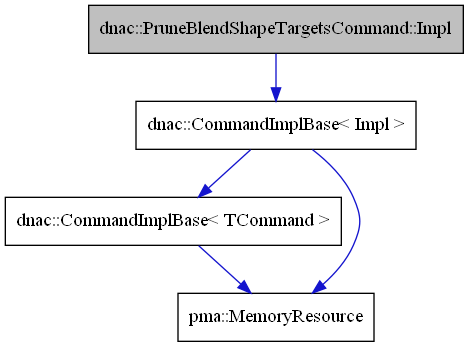 dnac::PruneBlendShapeTargetsCommand::Impl
dnac::CommandImplBase< Impl >
dnac::CommandImplBase< TCommand >
pma::MemoryResource